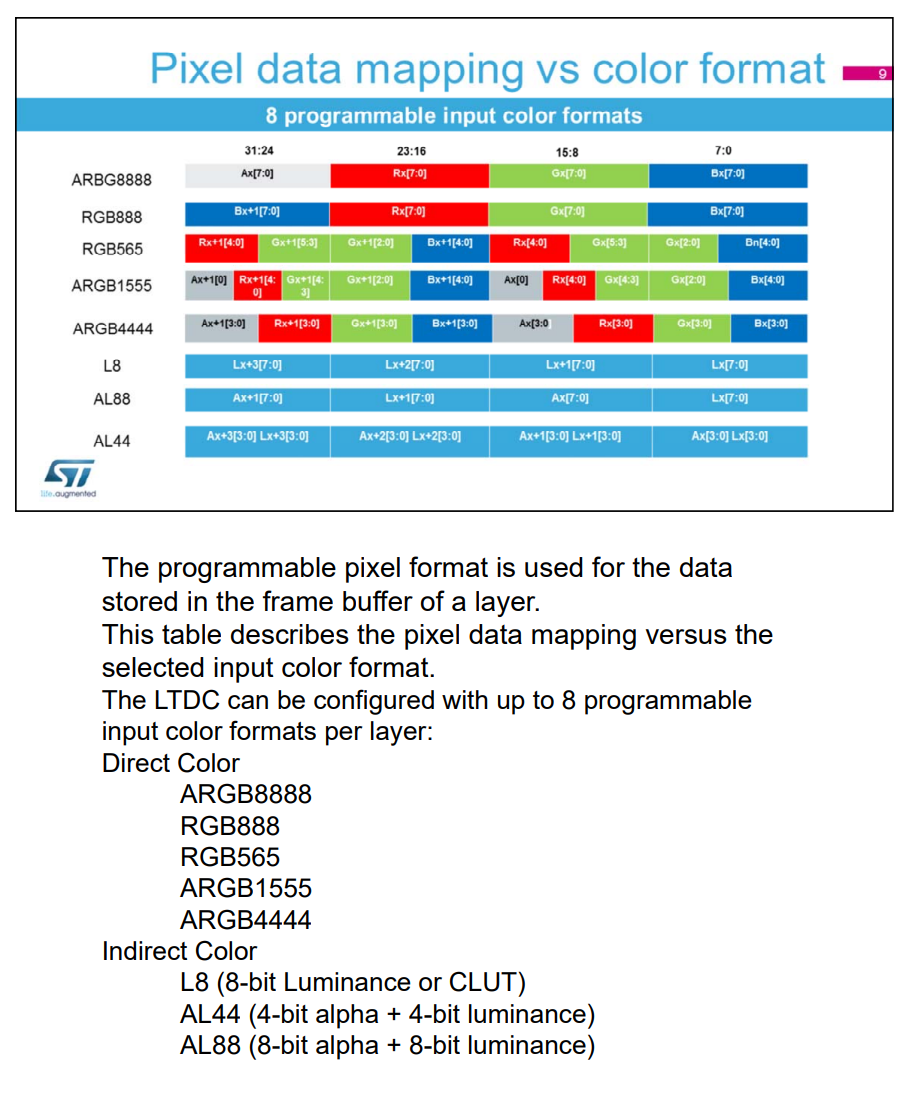 Pixel data mapping vs color format
9
8 programmable input color formats
31:24 23:16 15:8 7:0
ARBG8888 Ax[7:0] Rx[7:0] Gx[7:0] Bx[7:0]
RGB888 Bx+1[7:0] Rx[7:0] Gx[7:0] Bx[7:0]
RGB565 Rx+1[4:0] Gx+1[5:3] Gx+1[2:0] Bx+1[4:0] Rx[4:0] Gx[5:3] Gx[2:0] Bn[4:0]
ARGB1555 Ax+1[0] Rx+1[4:0] Gx+1[4:3] Gx+1[2:0] Bx+1[4:0] Ax[0] Rx[4:0] Gx[4:3] Gx[2:0] Bx[4:0]
ARGB4444 Ax+1[3:0] Rx+1[3:0] Gx+1[3:0] Bx+1[3:0] Ax[3:0 Rx[3:0] Gx[3:0] Bx[3:0]
L8 Lx+3[7:0] Lx+2[7:0] Lx+1[7:0] Lx[7:0]
AL88 Ax+1[7:0] Lx+1[7:0] Ax[7:0] Lx[7:0]
AL44 Ax+3[3:0] Lx+3[3:0] Ax+2[3:0] Lx+2[3:0] Ax+1[3:0] Lx+1[3:0] Ax[3:0] Lx[3:0]
ST
life.augmented
The programmable pixel format is used for the data
stored in the frame buffer of a layer.
This table describes the pixel data mapping versus the
selected input color format.
The LTDC can be configured with up to 8 programmable
input color formats per layer:
Direct Color
ARGB8888
RGB888
RGB565
ARGB1555
ARGB4444
Indirect Color
L8 (8-bit Luminance or CLUT)
AL44 (4-bit alpha + 4-bit luminance)
AL88 (8-bit alpha + 8-bit luminance)